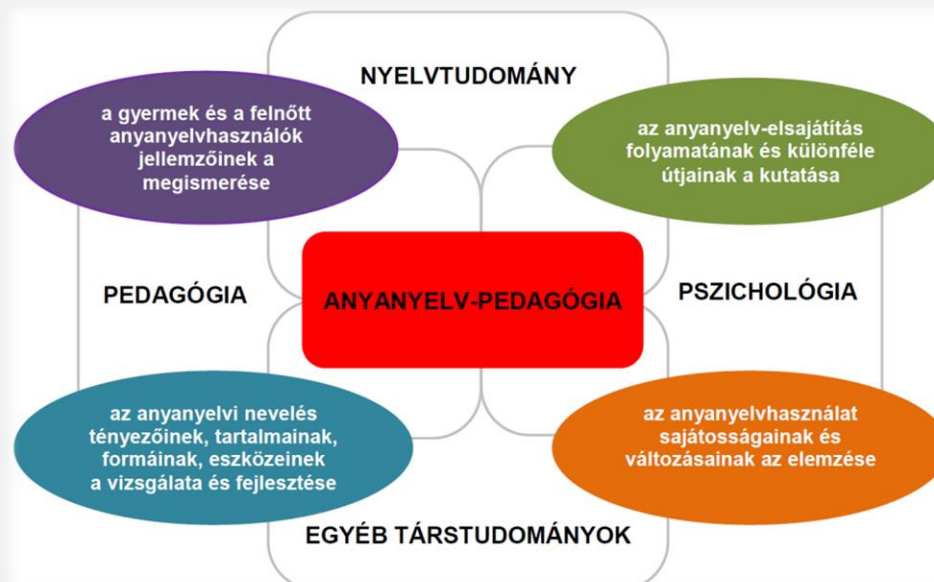 NYELVTUDOMÁNY
a gyermek és a felnőtt
anyanyelvhasználók
jellemzőinek a
megismerése
az anyanyelv-elsajátítás
folyamatának és különféle
útjainak a kutatása
PEDAGÓGIA
ANYANYELV-PEDAGÓGIA
PSZICHOLÓGIA
az anyanyelvi nevelés
tényezőinek, tartalmainak,
formáinak, eszközeinek
a vizsgálata és fejlesztése
az anyanyelvhasználat
sajátosságainak és
változásainak az elemzése
EGYÉB TÁRSTUDOMÁNYOK